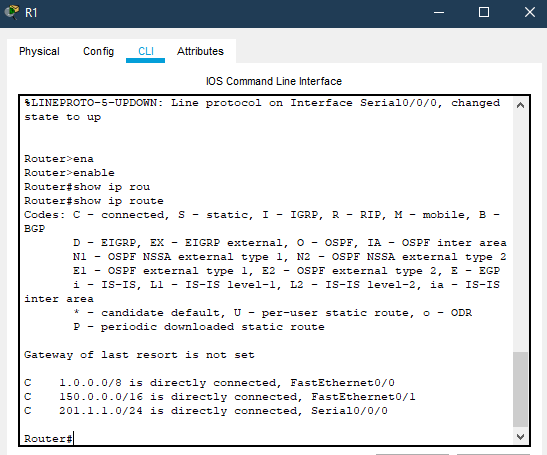 R1
Physical Config CLI Attributes
IOS Command Line Interface
%LINEPROTO-5-UPDOWN: Line protocol on Interface Serial0/0/0, changed
state to up
Router>ena
Router>enable
Router#show ip rou
Router#show ip route
Codes: C - connected, S - static, I - IGRP, R - RIP, M - mobile, B -
BGP
D - EIGRP, EX - EIGRP external, O - OSPF, IA - OSPF inter area
N1 - OSPF NSSA external type 1, N2 - OSPF NSSA external type 2
E1 - OSPF external type 1, E2 - OSPF external type 2, E - EGP
i - IS-IS, L1 - IS-IS level-1, L2 - IS-IS level-2, ia - IS-IS
inter area
* - candidate default, U - per-user static route, o - ODR
P - periodic downloaded static route
Gateway of last resort is not set
C 1.0.0.0/8 is directly connected, FastEthernet0/0
C 150.0.0.0/16 is directly connected, FastEthernet0/1
C 201.1.1.0/24 is directly connected, Serial0/0/0
Router#